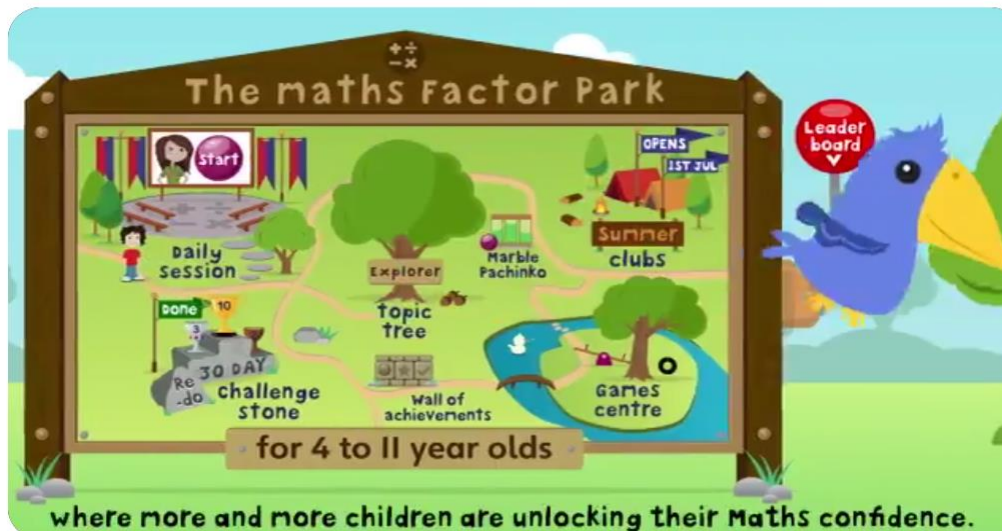 +÷
−×
The maths Factor Park
Start
Daily
session
Explorer
Topic
tree
Marble
Pachinko
OPENS
1ST JUL
Summer
clubs
Leader
board
DONE
3
10
30 DAY
Re
-do
Challenge
stone
Wall of
achievements
Games
centre
for 4 to 11 year olds
where more and more children are unlocking their Maths confidence.